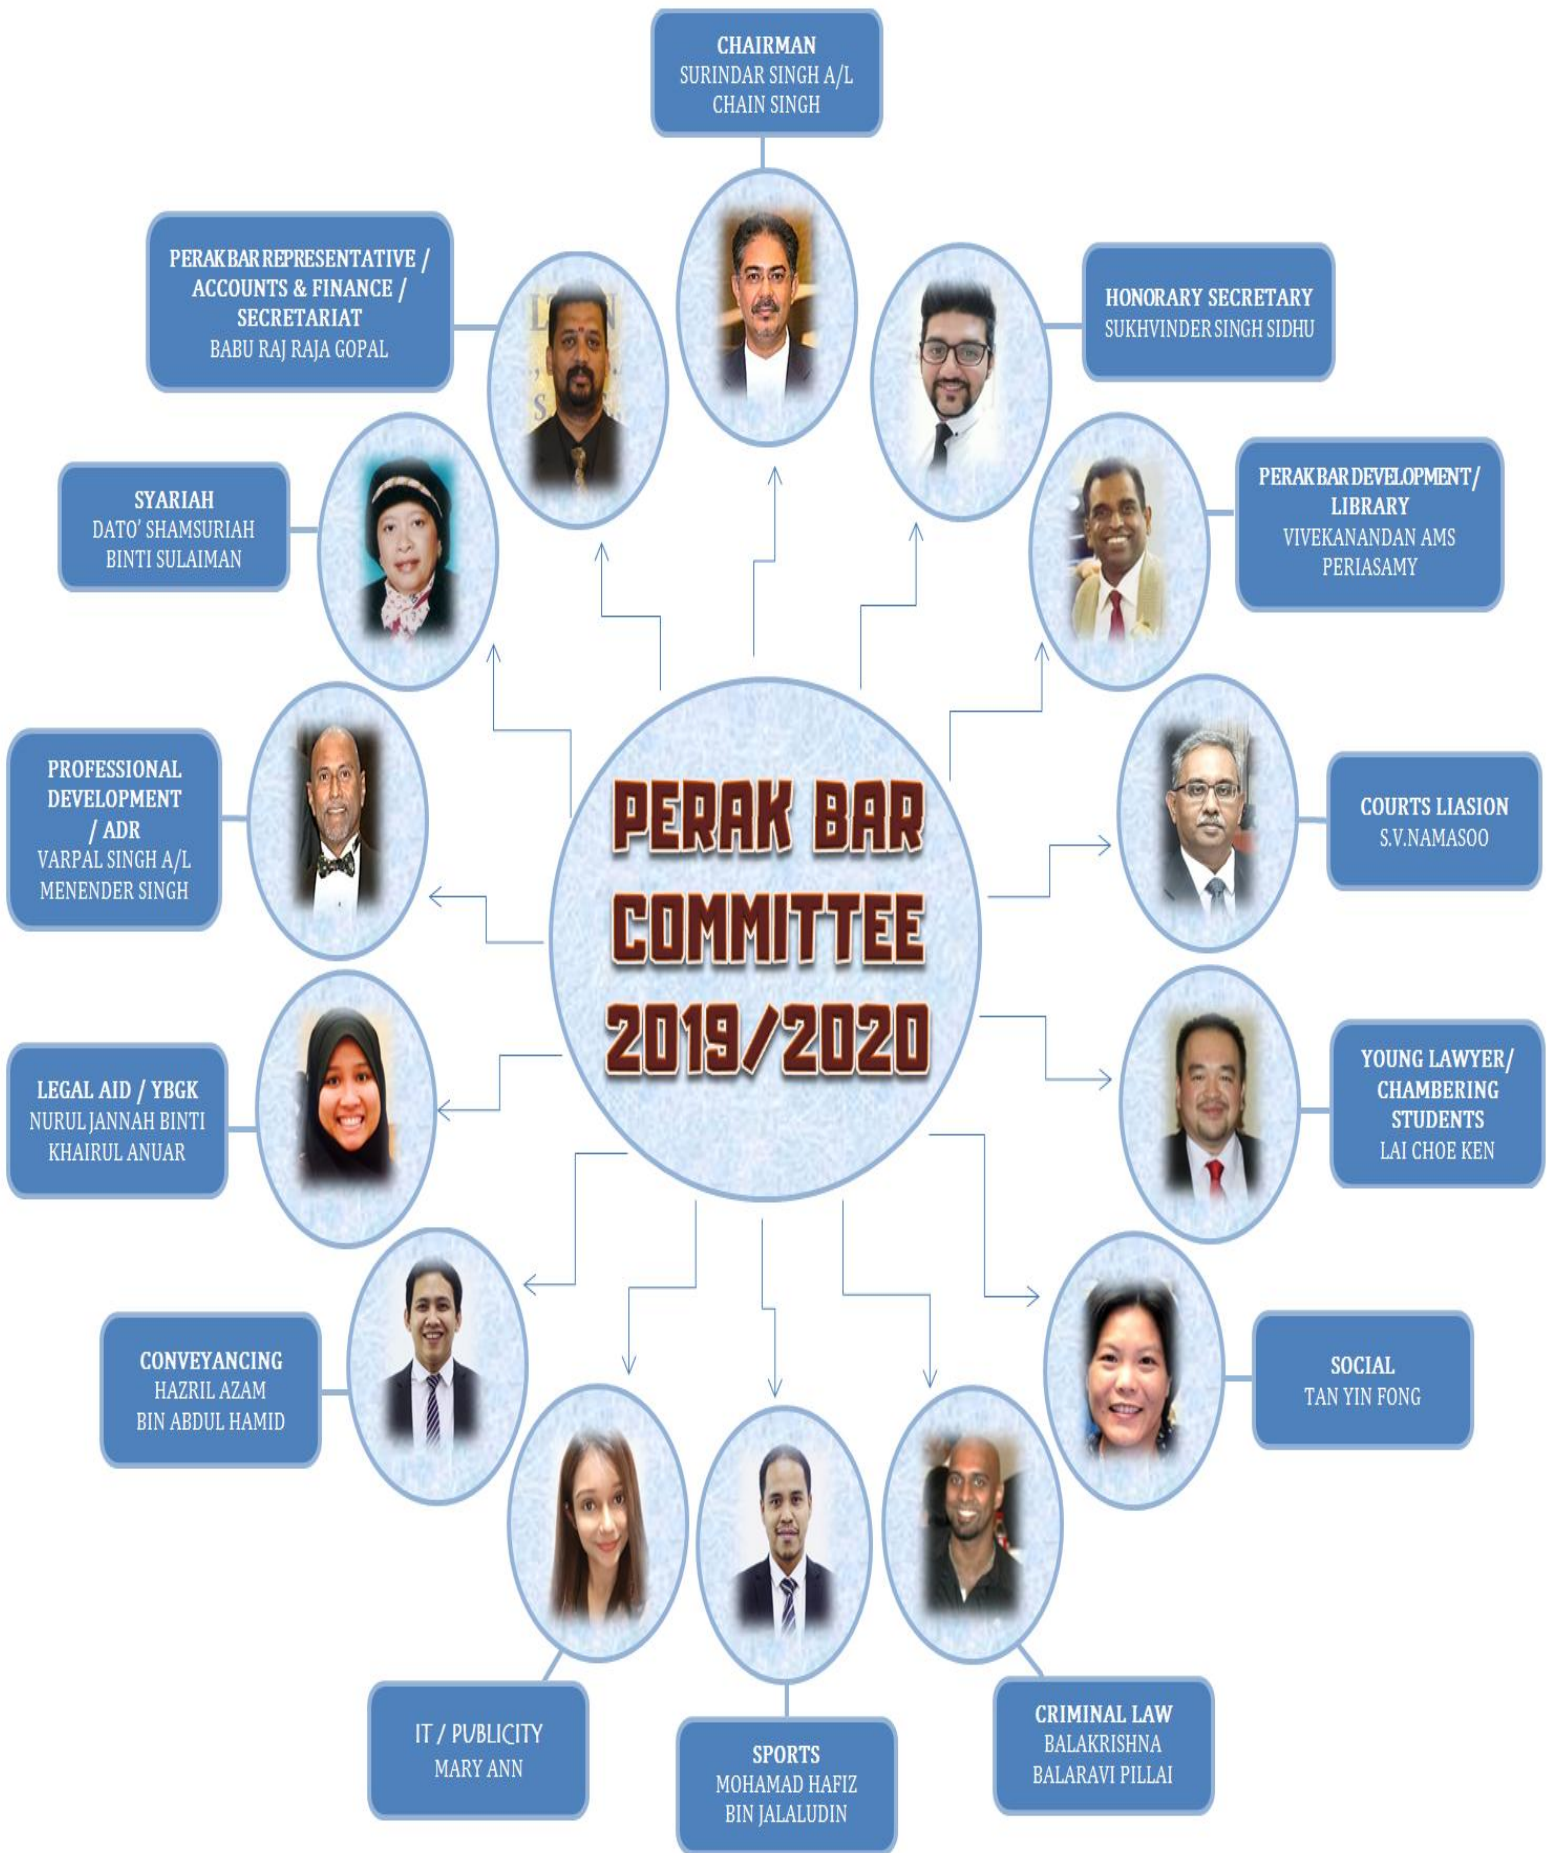 CHAIRMAN
SURINDAR SINGH A/L
CHAIN SINGH
PERAK BAR REPRESENTATIVE /
ACCOUNTS & FINANCE /
SECRETARIAT
BABU RAJ RAJA GOPAL
HONORARY SECRETARY
SUKHVINDER SINGH SIDHU
SYARIAH
DATO' SHAMSURIAH
BINTI SULAIMAN
PERAK BAR DEVELOPMENT/
LIBRARY
VIVEKANANDAN AMS
PERIASAMY
PROFESSIONAL
DEVELOPMENT
/ ADR
VARPAL SINGH A/L
MENENDER SINGH
PERAK BAR
COMMITTEE
2019/2020
COURTS LIASION
S.V.NAMASOO
LEGAL AID / YBGK
NURUL JANNAH BINTI
KHAIRUL ANUAR
YOUNG LAWYER/
CHAMBERING
STUDENTS
LAI CHOE KEN
CONVEYANCING
HAZRIL AZAM
BIN ABDUL HAMID
SOCIAL
TAN YIN FONG
IT / PUBLICITY
MARY ANN
SPORTS
MOHAMAD HAFIZ
BIN JALALUDIN
CRIMINAL LAW
BALAKRISHNA
BALARAVI PILLAI